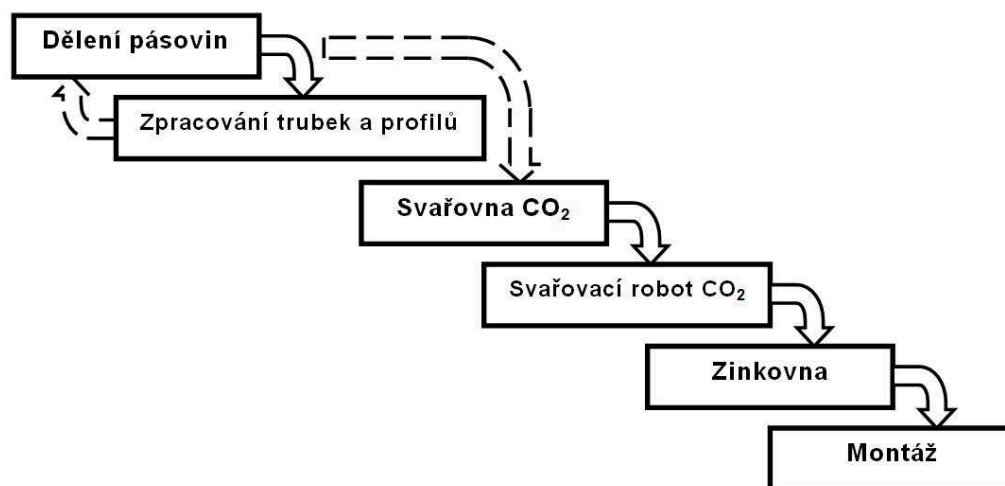 Dělení pásovin
Zpracování trubek a profilů
Svařovna CO₂
Svařovací robot CO₂
Zinkovna
Montáž